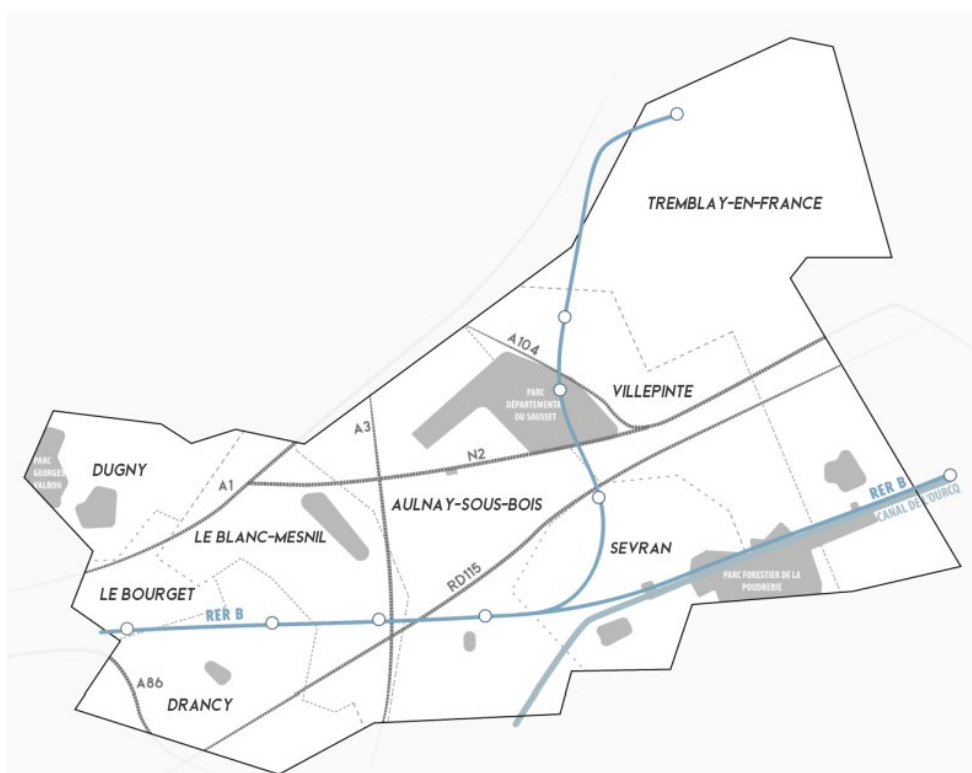 TREMBLAY-EN-FRANCE
A104
VILLEPINTE
PARC
DÉPARTEMENTA
DU SAUSSET
A3
N2
PARC
GEORGES
VALBON
DUGNY
A1
AULNAY-SOUS-BOIS
RER B
CANAL DE L'OURCQ
LE BLANC-MESNIL
SEVRAN
RD115
PARC FORESTIER DE LA
POUDRERIE
LE BOURGET
RER B
A86
DRANCY